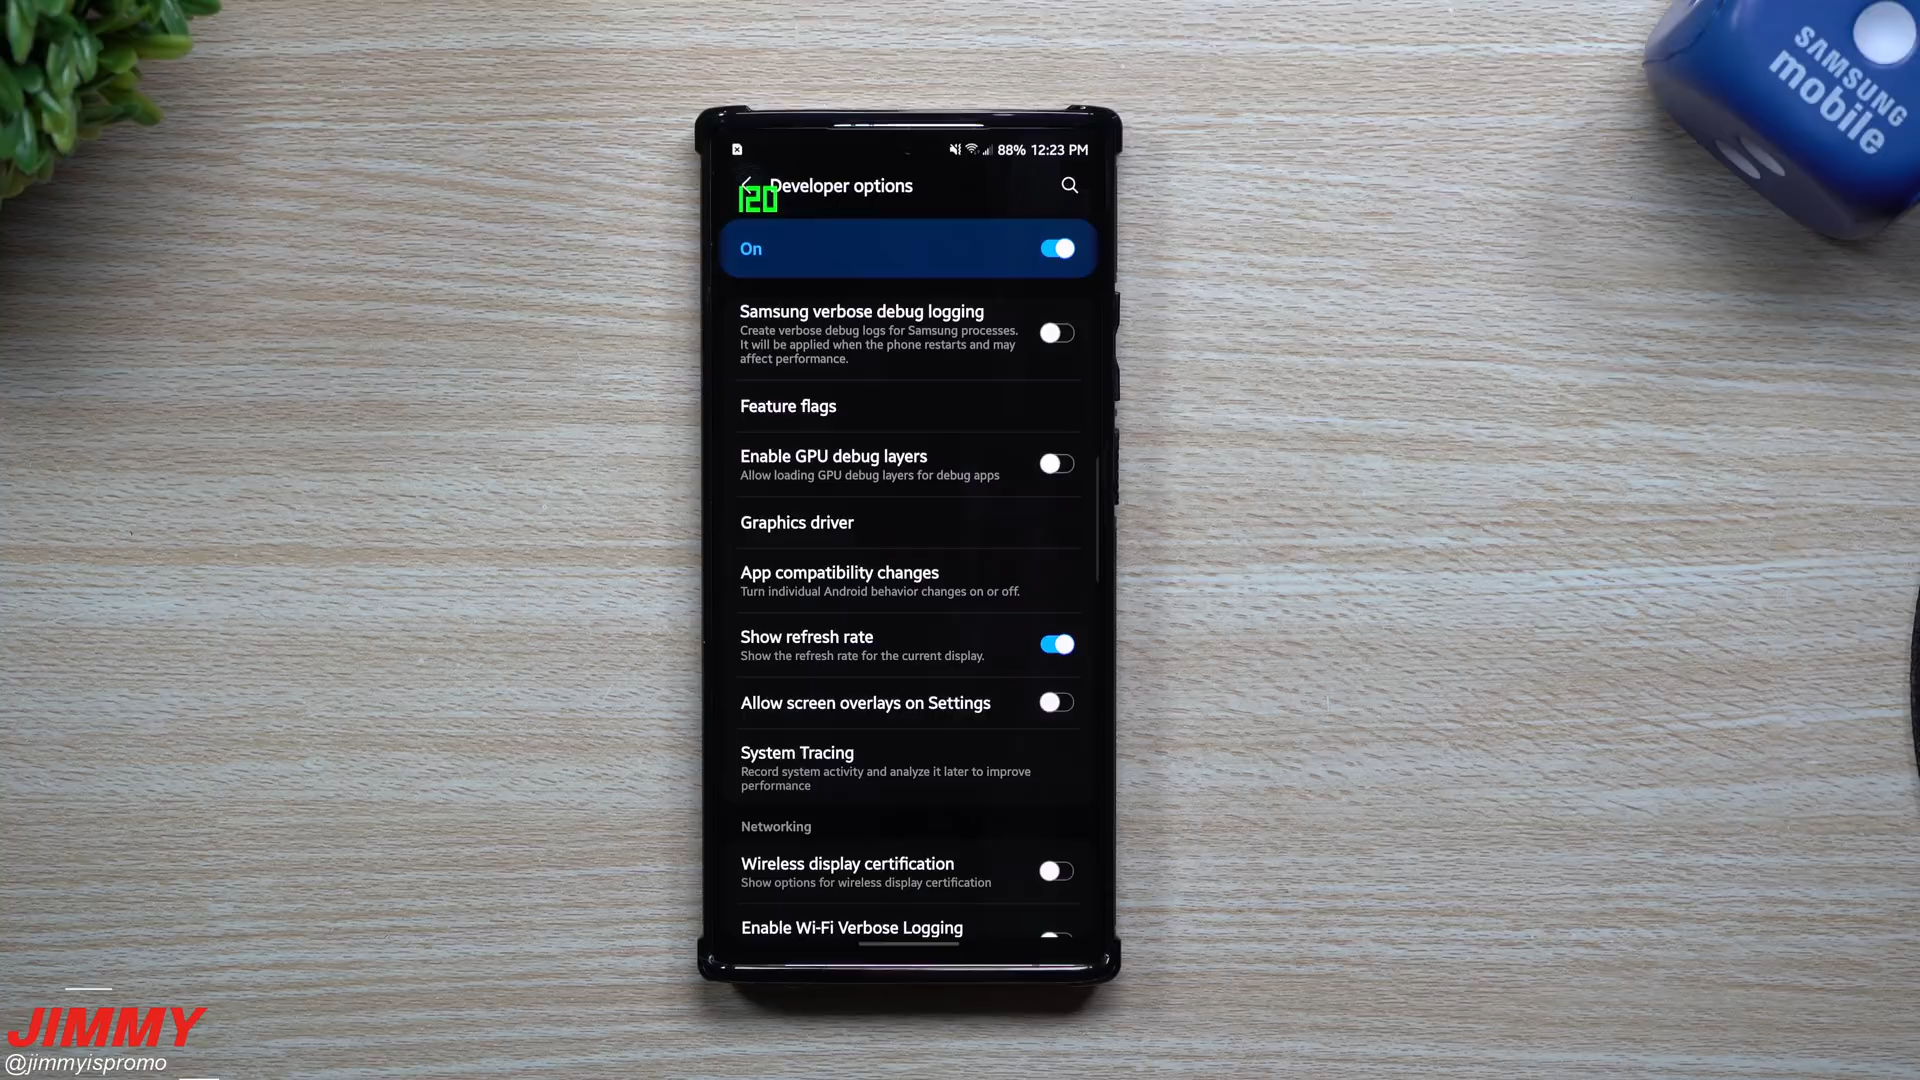 SAMSUNG
mobile
88% 12:23 PM
Developer options
120
On
Samsung verbose debug logging
Create verbose debug logs for Samsung processes.
It will be applied when the phone restarts and may
affect performance.
Feature flags
Enable GPU debug layers
Allow loading GPU debug layers for debug apps
Graphics driver
App compatibility changes
Turn individual Android behavior changes on or off.
Show refresh rate
Show the refresh rate for the current display.
Allow screen overlays on Settings
System Tracing
Record system activity and analyze it later to improve
performance
Networking
Wireless display certification
Show options for wireless display certification
Enable Wi-Fi Verbose Logging
JIMMY
@jimmyispromo